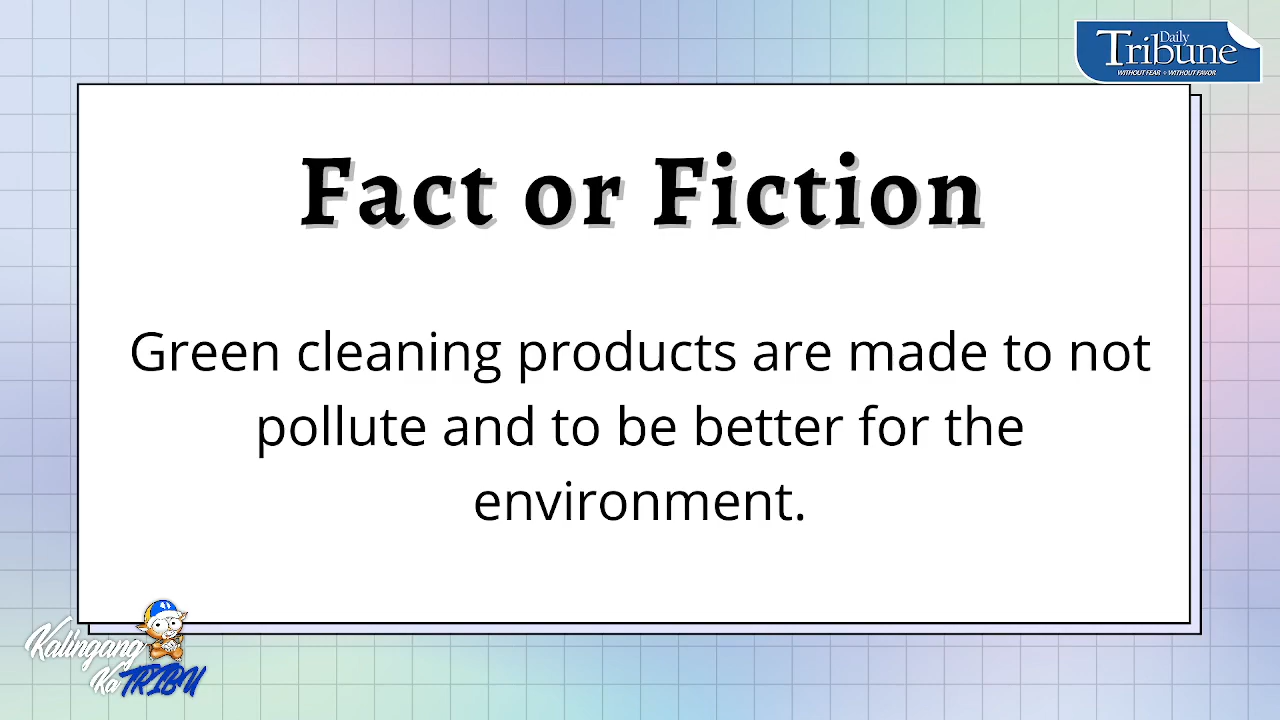 Daily
Tribune
WITHOUT FEAR • WITHOUT FAVOR
Fact or Fiction
Green cleaning products are made to not
pollute and to be better for the
environment.
Kalingang
Ka TRIBU